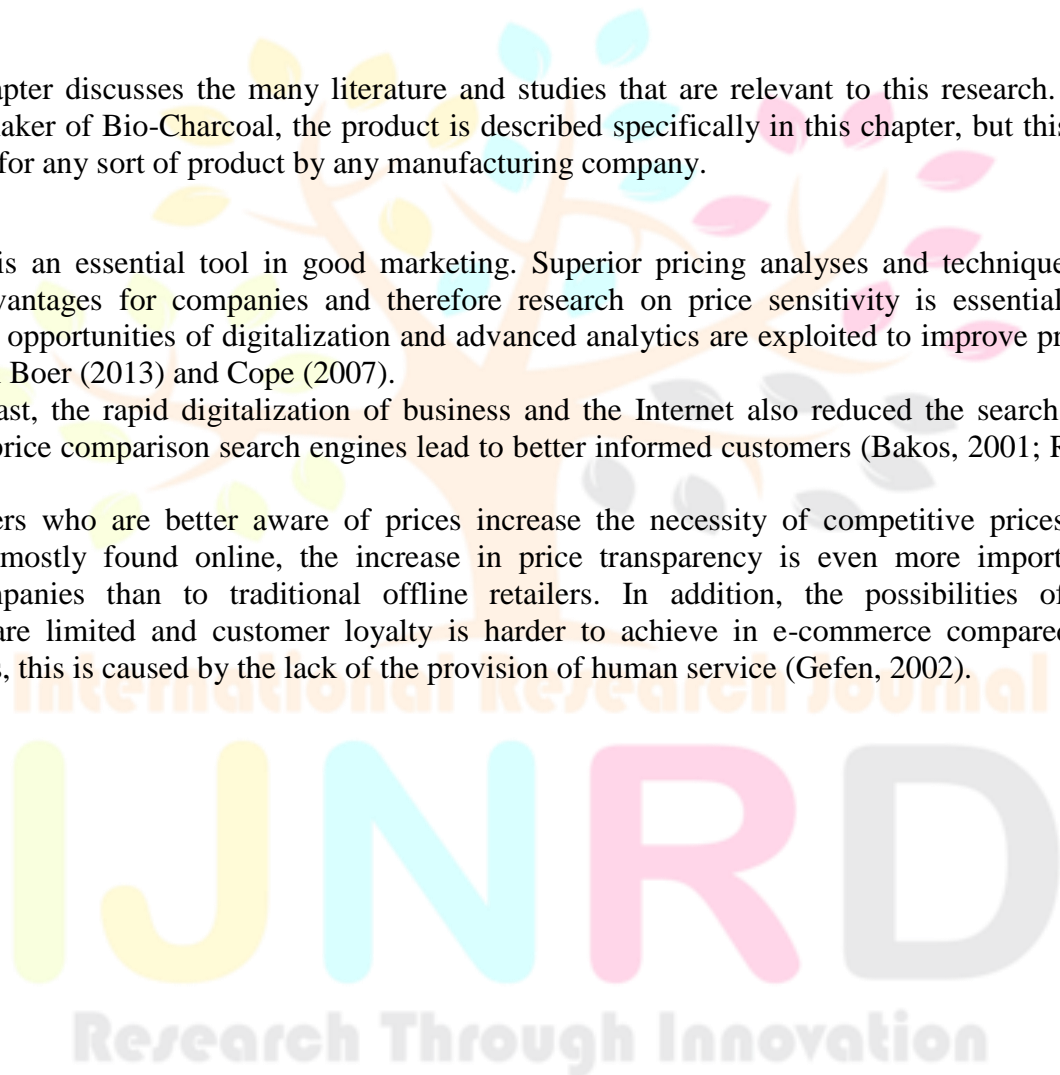 apter discusses the many literature and studies that are relevant to this research.
aker of Bio-Charcoal, the product is described specifically in this chapter, but this
for any sort of product by any manufacturing company.
is an essential tool in good marketing. Superior pricing analyses and technique
vantages for companies and therefore research on price sensitivity is essential
opportunities of digitalization and advanced analytics are exploited to improve pr
Boer (2013) and Cope (2007).
ast, the rapid digitalization of business and the Internet also reduced the search
price comparison search engines lead to better informed customers (Bakos, 2001; R
ers who are better aware of prices increase the necessity of competitive prices
mostly found online, the increase in price transparency is even more import
mpanies than to traditional offline retailers. In addition, the possibilities of
are limited and customer loyalty is harder to achieve in e-commerce compared
s, this is caused by the lack of the provision of human service (Gefen, 2002).
International Research Journal
IJNRD
Research Through Innovation